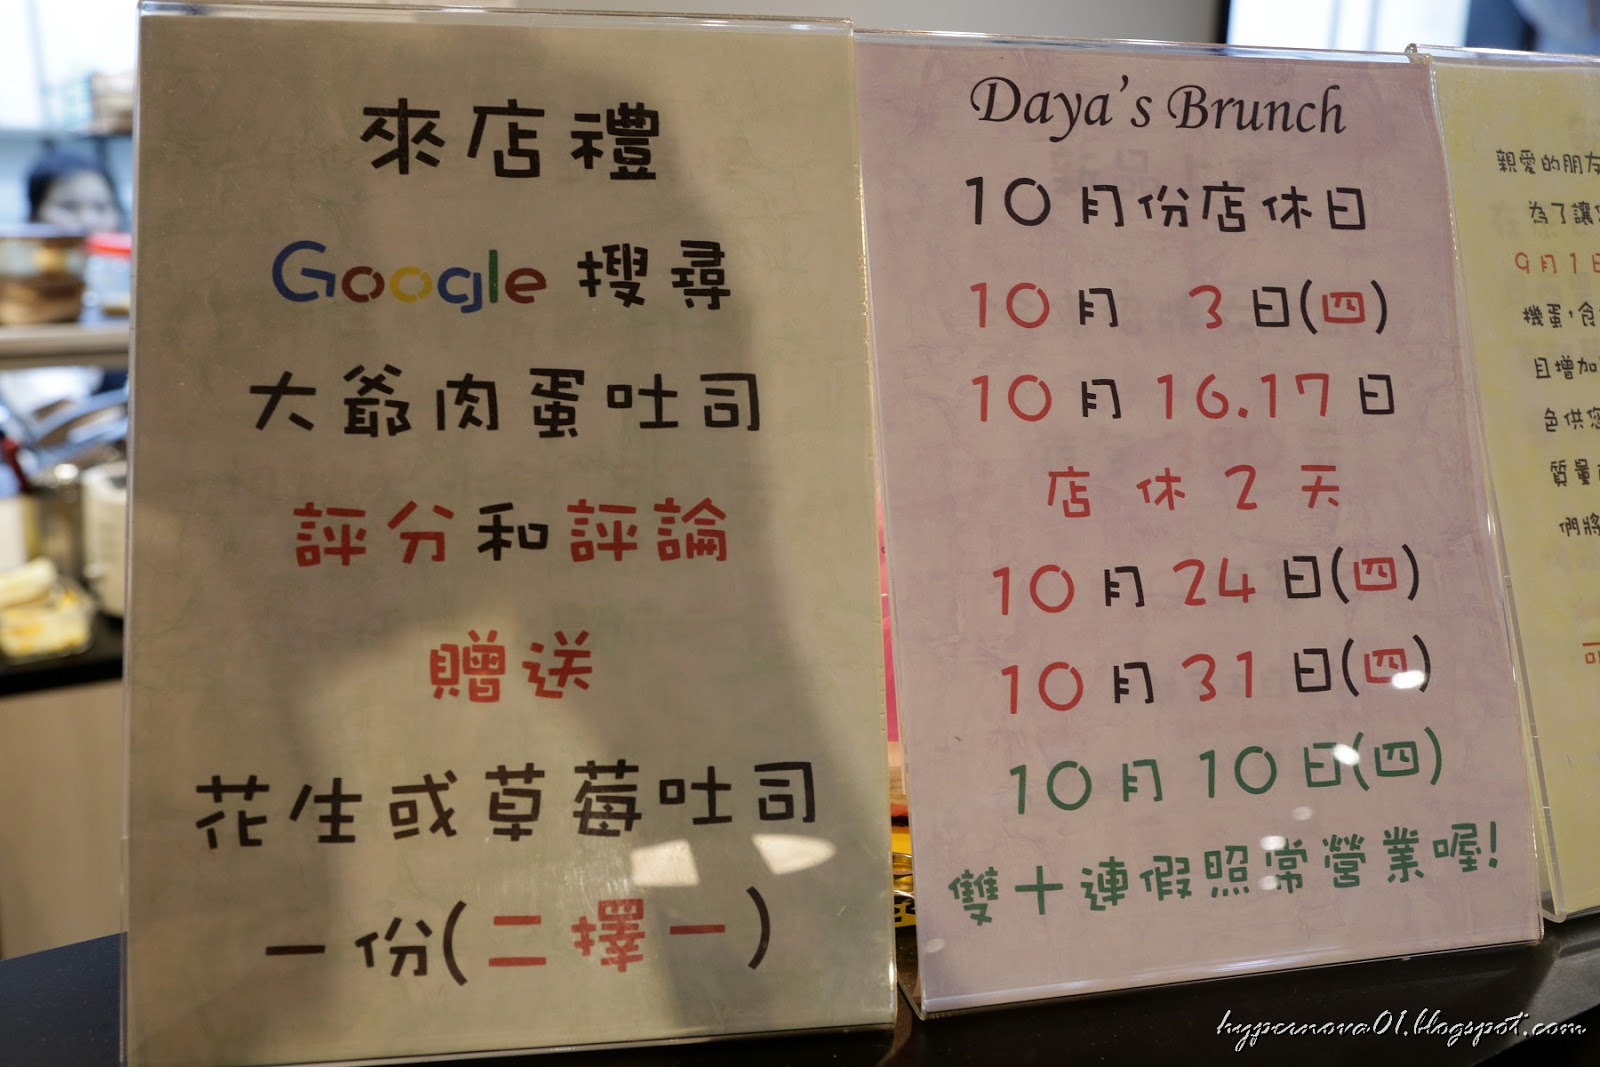 來店禮
Google 搜尋
大爺肉蛋吐司
評分和評論
贈送
花生或草莓吐司
一份(二擇一)
Daya's Brunch
10月份店休日
10月 3日(四)
10月16.17日
店休2天
10月24日(四)
10月31日(四)
10月10日(四)
雙十連假照常營業喔!
親愛的朋友
為了讓
9月1日
機蛋,食
且增加
色供您
質量
們將
可
hypernova01.blogspot.com